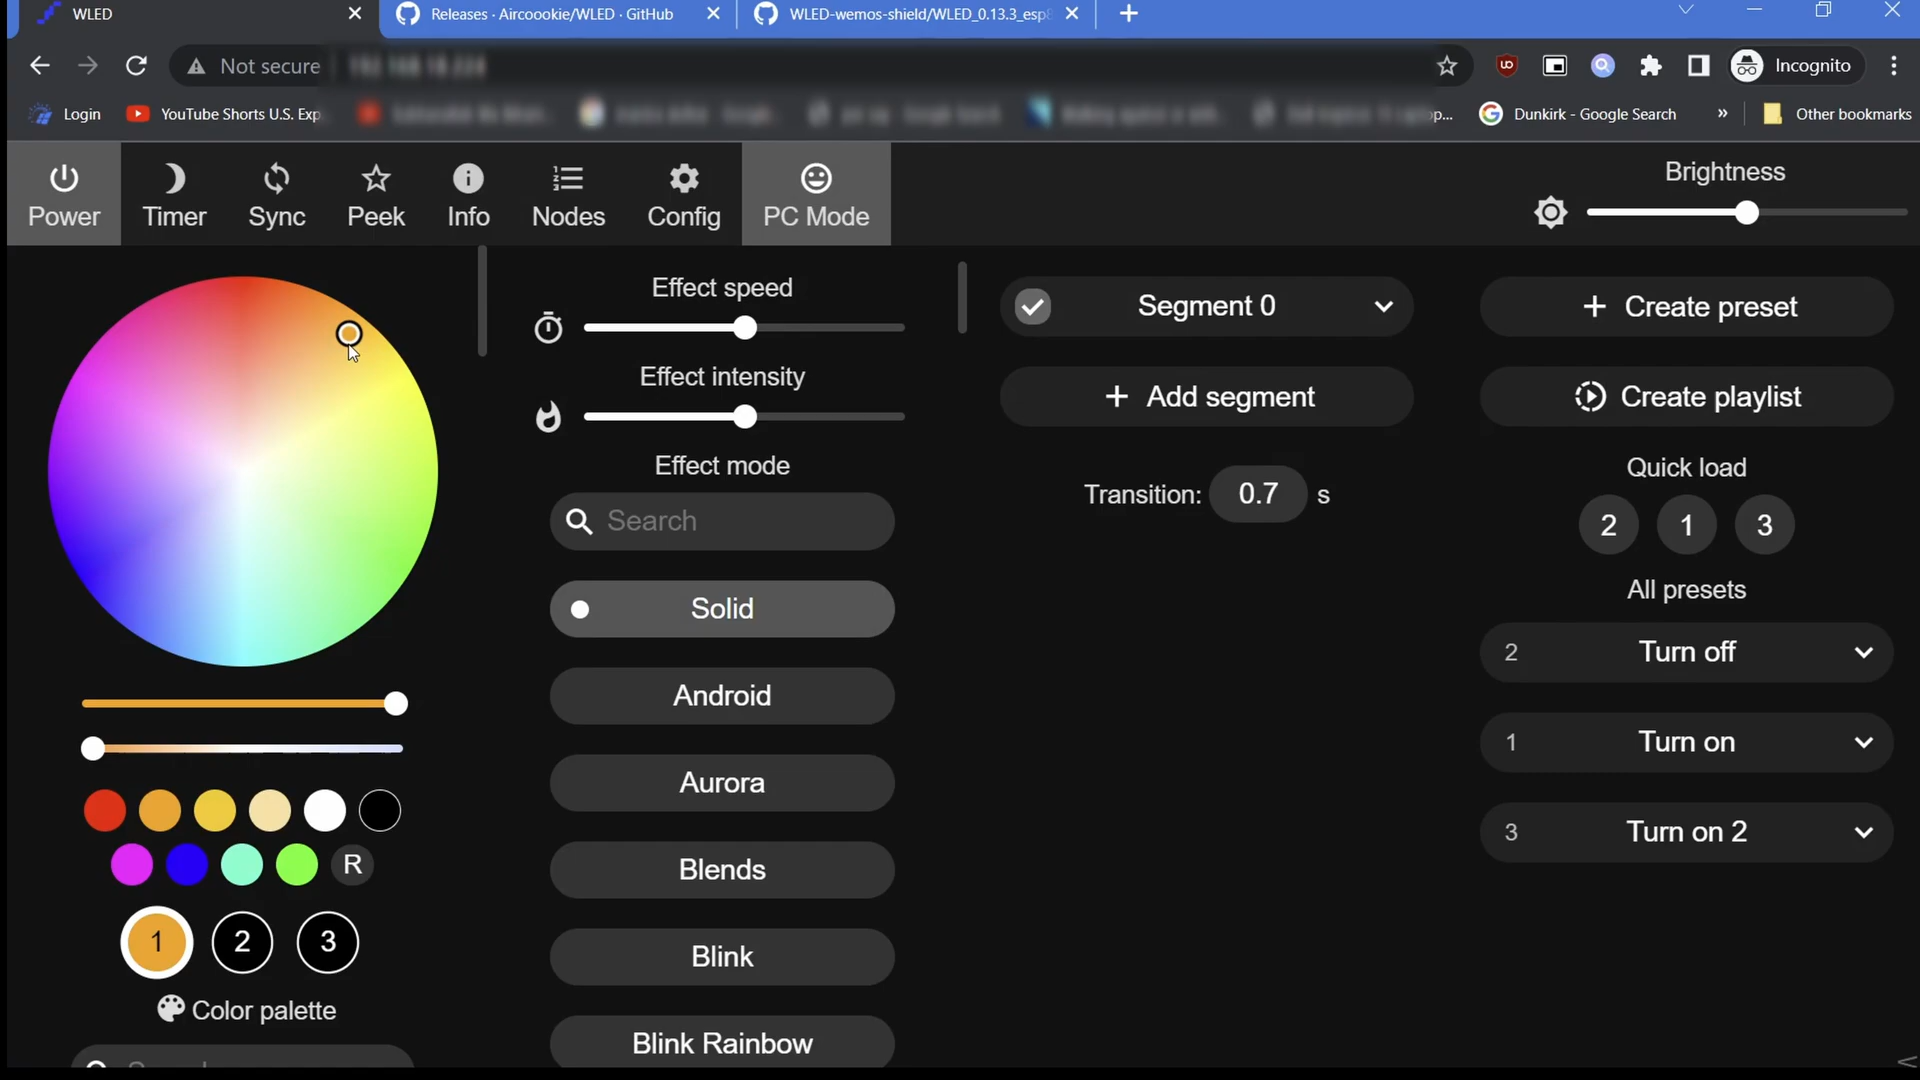 WLED
Releases · Aircoookie/WLED · GitHub
WLED-wemos-shield/WLED_0.13.3_esp8
Not secure
Incognito
Login
YouTube Shorts U.S. Exp
Dunkirk - Google Search
»
Other bookmarks
Power
Timer
Sync
Peek
Info
Nodes
Config
PC Mode
Brightness
Effect speed
Effect intensity
Effect mode
Search
Solid
Android
Aurora
Blends
Blink
Blink Rainbow
R
1 2 3
Color palette
Segment 0
+ Add segment
Transition: 0.7 s
+ Create preset
Create playlist
Quick load
2 1 3
All presets
2 Turn off
1 Turn on
3 Turn on 2